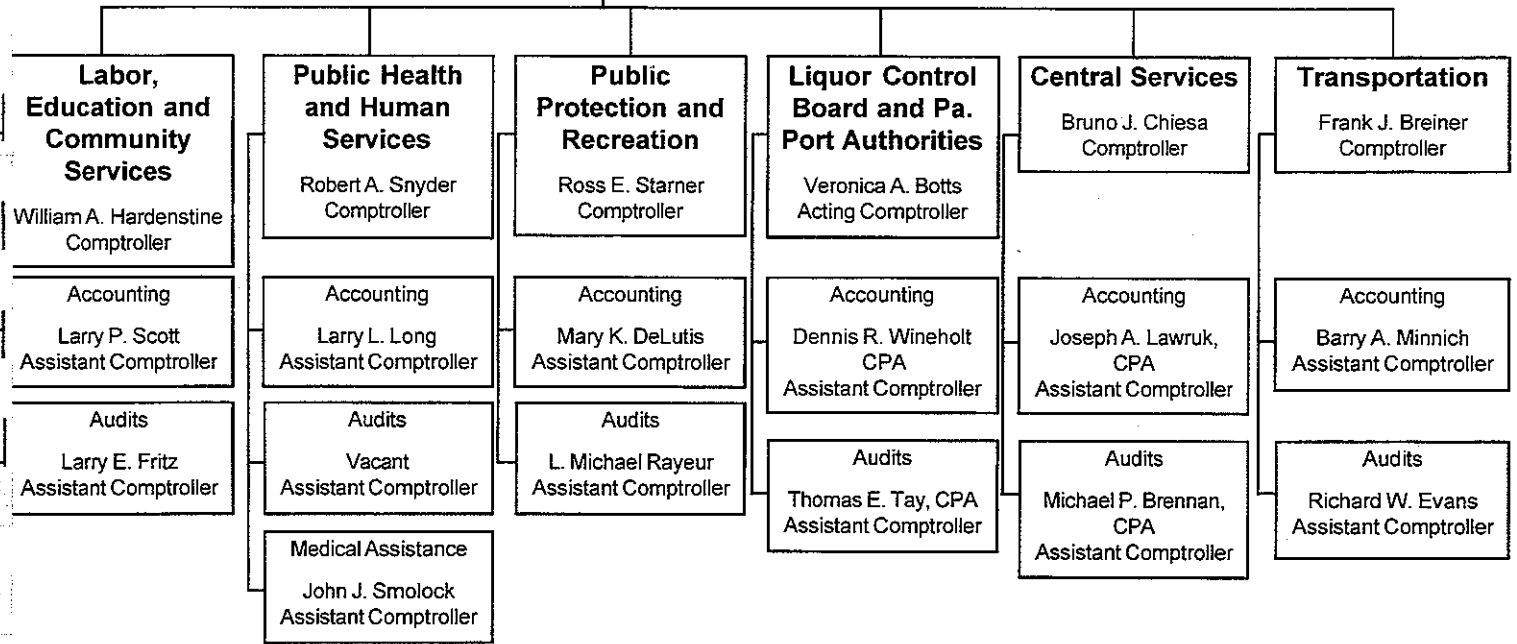 Labor,
Education and
Community
Services
William A. Hardenstine
Comptroller
Accounting
Larry P. Scott
Assistant Comptroller
Audits
Larry E. Fritz
Assistant Comptroller
Public Health
and Human
Services
Robert A. Snyder
Comptroller
Accounting
Larry L. Long
Assistant Comptroller
Audits
Vacant
Assistant Comptroller
Medical Assistance
John J. Smolock
Assistant Comptroller
Public
Protection and
Recreation
Ross E. Starner
Comptroller
Accounting
Mary K. DeLutis
Assistant Comptroller
Audits
L. Michael Rayeur
Assistant Comptroller
Liquor Control
Board and Pa.
Port Authorities
Veronica A. Botts
Acting Comptroller
Accounting
Dennis R. Wineholt
CPA
Assistant Comptroller
Audits
Thomas E. Tay, CPA
Assistant Comptroller
Central Services
Bruno J. Chiesa
Comptroller
Accounting
Joseph A. Lawruk,
CPA
Assistant Comptroller
Audits
Michael P. Brennan,
CPA
Assistant Comptroller
Transportation
Frank J. Breiner
Comptroller
Accounting
Barry A. Minnich
Assistant Comptroller
Audits
Richard W. Evans
Assistant Comptroller